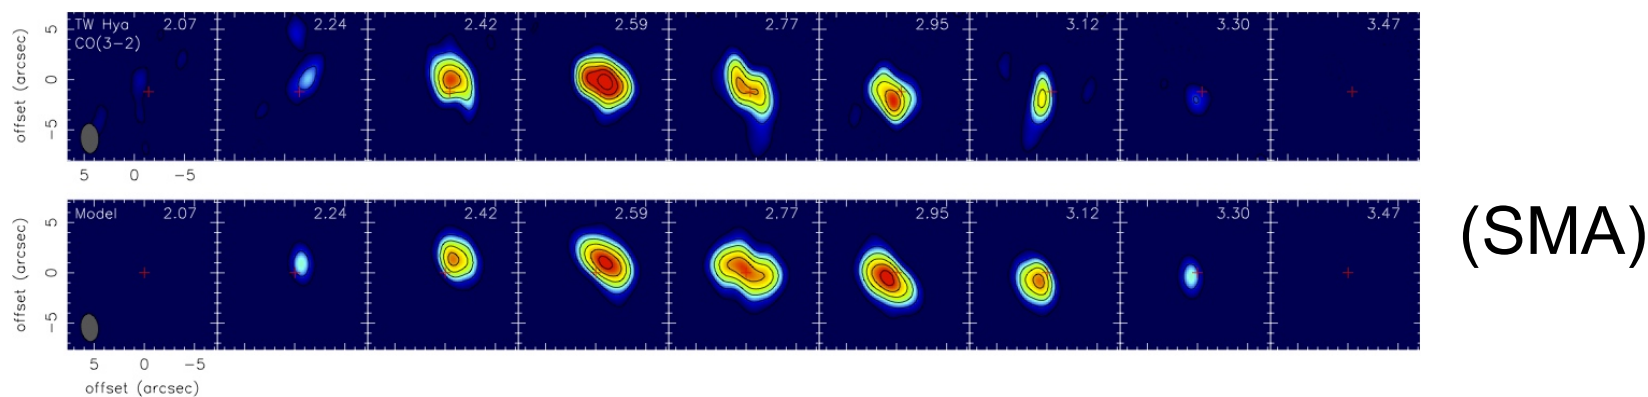 TW Hya 2.07 2.24 2.42 2.59 2.77 2.95 3.12 3.30 3.47
CO(3-2)
offset (arcsec)
5
0
-5
5 0 -5
Model 2.07 2.24 2.42 2.59 2.77 2.95 3.12 3.30 3.47
offset (arcsec)
5
0
-5
5 0 -5
offset (arcsec)
(SMA)